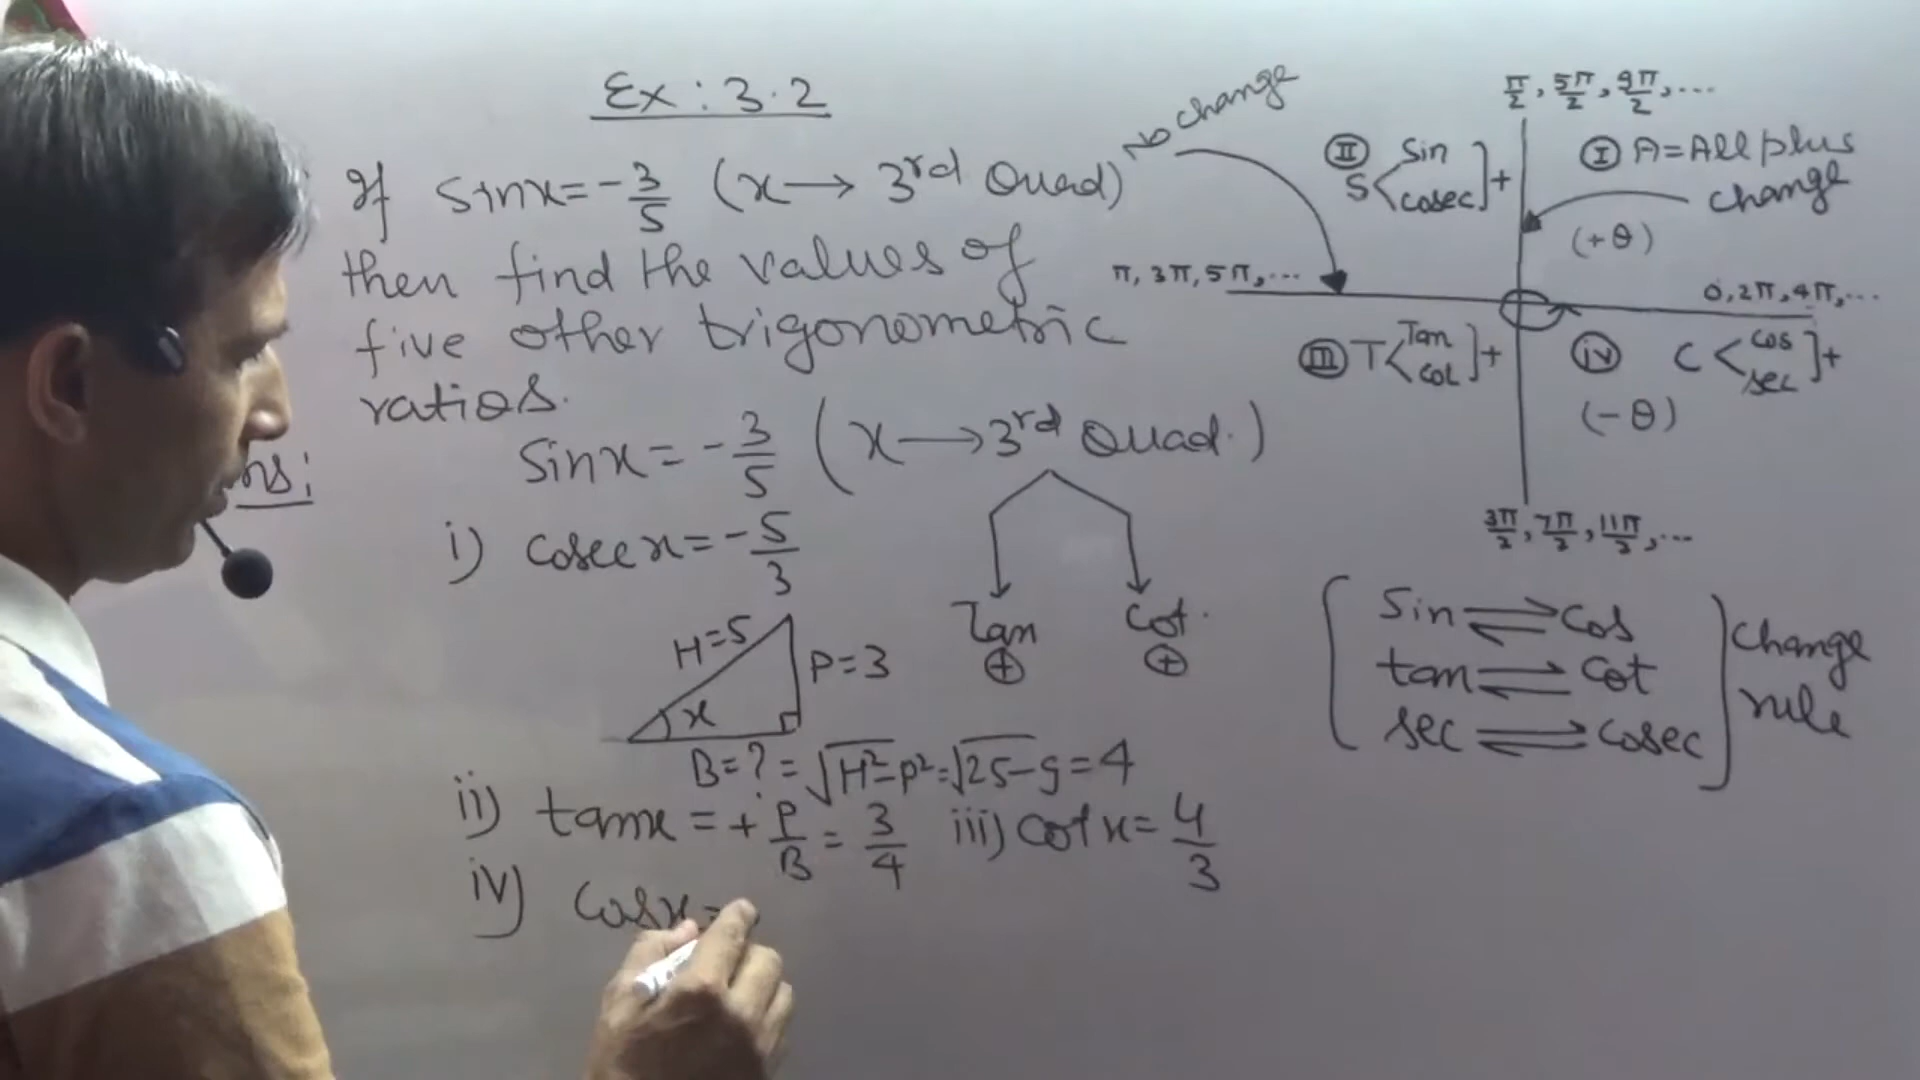 Ex : 3.2
If sinx = -3/5 (x → 3rd Quad)
then find the values of
five other trigonometric
ratios.
ns:
sinx = -3/5 (x → 3rd Quad.)
i) cosecx = -5/3
Tan Cot.
⊕ ⊕
H=5
P=3
x
B=? = √H²-P² = √25-9 = 4
ii) tanx = + P/B = 3/4 iii) cotx = 4/3
iv) cosx =
No change
π/2, 5π/2, 9π/2, ...
II S < sin cosec ] +
I A = All plus
change
(+θ)
π, 3π, 5π, ...
0, 2π, 4π, ...
III T < Tan cot ] +
iv C < cos sec ] +
(-θ)
3π/2, 7π/2, 11π/2, ...
Sin ⇌ Cos
tan ⇌ Cot
sec ⇌ cosec
Change
rule